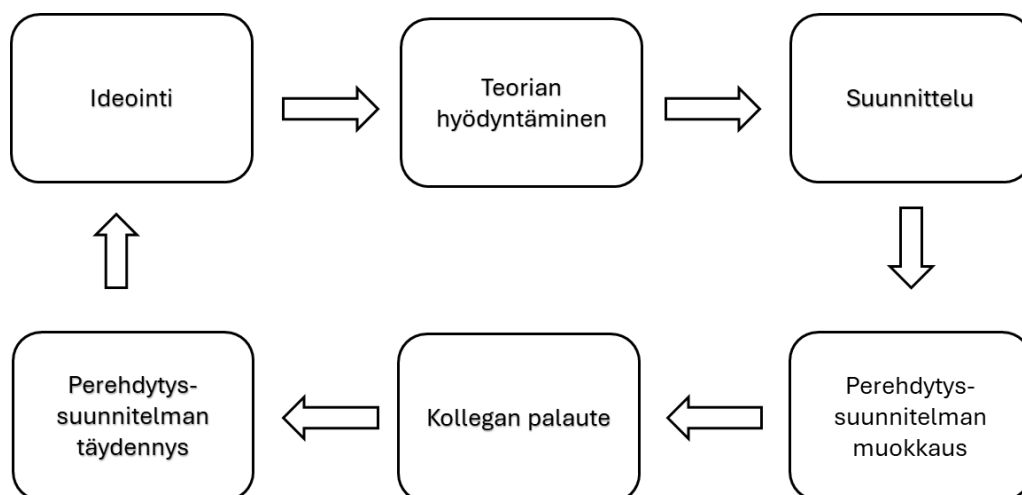 Ideointi
Teorian
hyödyntäminen
Suunnittelu
Perehdytys-
suunnitelman
täydennys
Kollegan palaute
Perehdytys-
suunnitelman
muokkaus